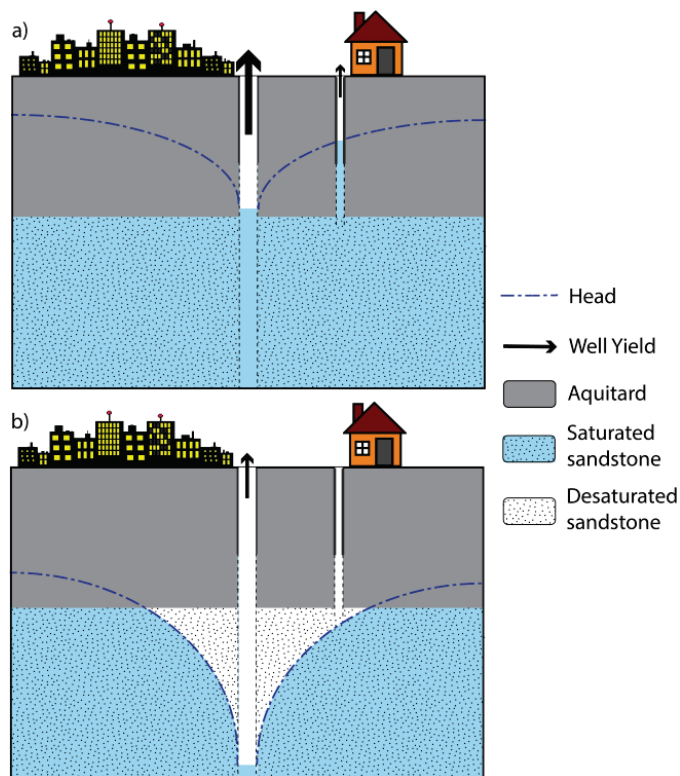 a)
Head
Well Yield
Aquitard
Saturated
sandstone
Desaturated
sandstone
b)